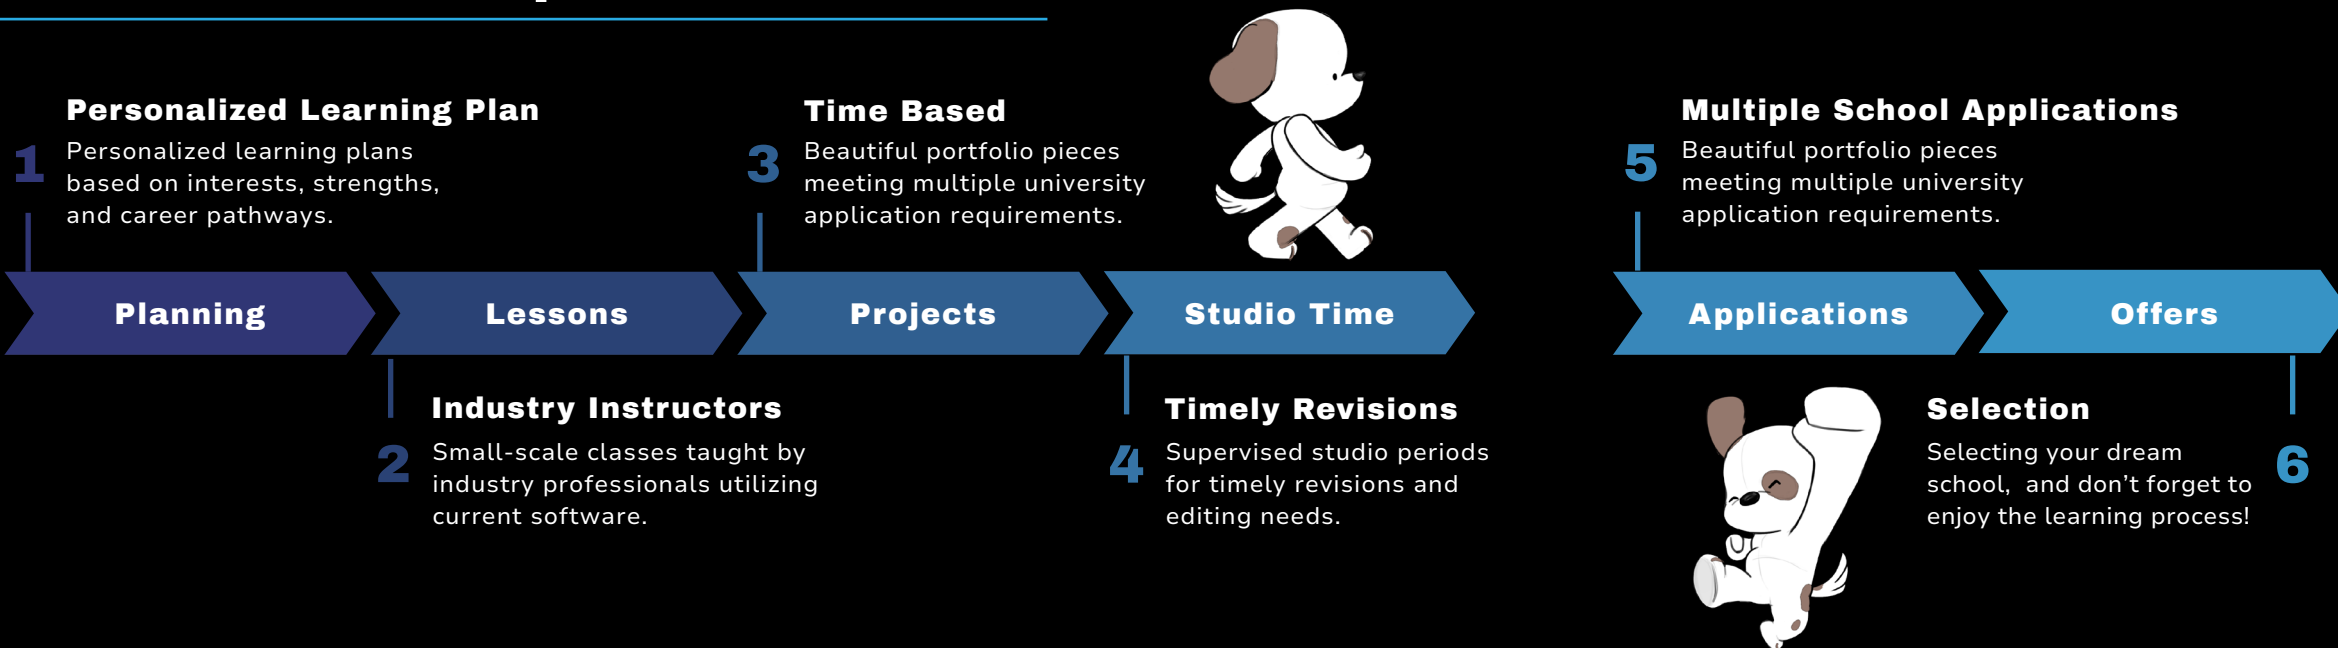 Personalized Learning Plan
1
Personalized learning plans
based on interests, strengths,
and career pathways.
Time Based
3
Beautiful portfolio pieces
meeting multiple university
application requirements.
Multiple School Applications
5
Beautiful portfolio pieces
meeting multiple university
application requirements.
Planning
Lessons
Projects
Studio Time
Applications
Offers
Industry Instructors
2
Small-scale classes taught by
industry professionals utilizing
current software.
Timely Revisions
4
Supervised studio periods
for timely revisions and
editing needs.
Selection
6
Selecting your dream
school,  and don’t forget to
enjoy the learning process!